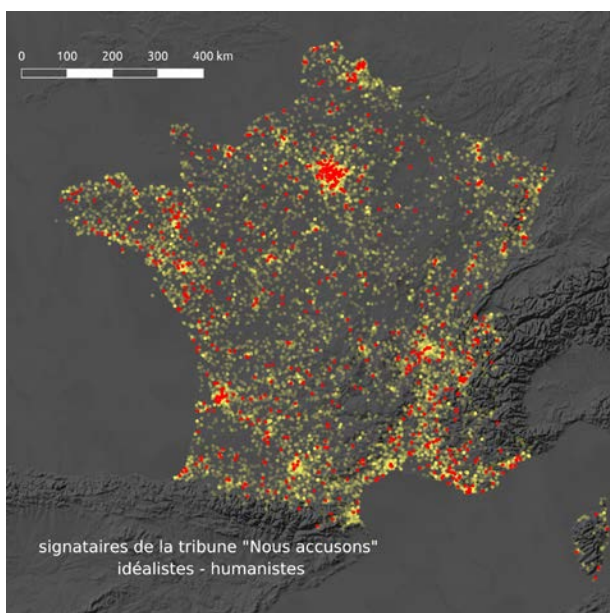 0 100 200 300 400 km
signataires de la tribune "Nous accusons"
idéalistes - humanistes